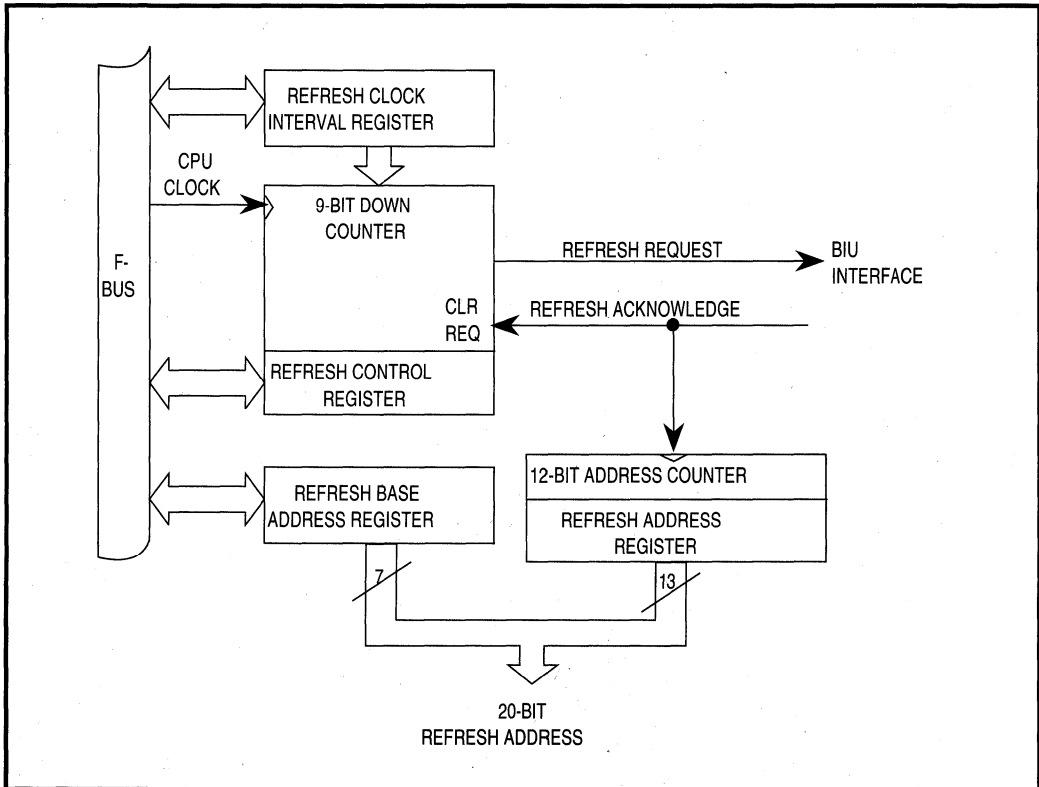 REFRESH CLOCK
INTERVAL REGISTER
CPU
CLOCK
9-BIT DOWN
COUNTER
F-
BUS
REFRESH REQUEST
BIU
INTERFACE
CLR
REQ
REFRESH ACKNOWLEDGE
REFRESH CONTROL
REGISTER
REFRESH BASE
ADDRESS REGISTER
12-BIT ADDRESS COUNTER
REFRESH ADDRESS
REGISTER
7
13
20-BIT
REFRESH ADDRESS